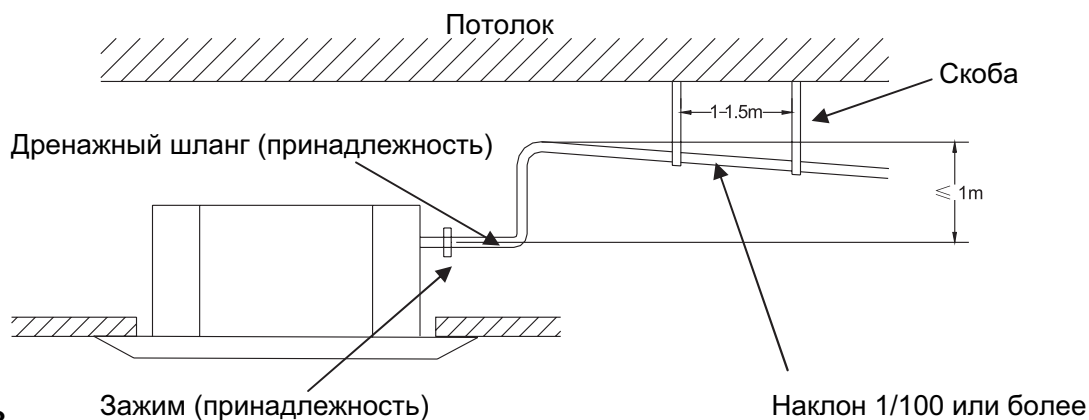 Потолок
Скоба
1-1.5m
Дренажный шланг (принадлежность)
≤ 1m
Зажим (принадлежность)
Наклон 1/100 или более